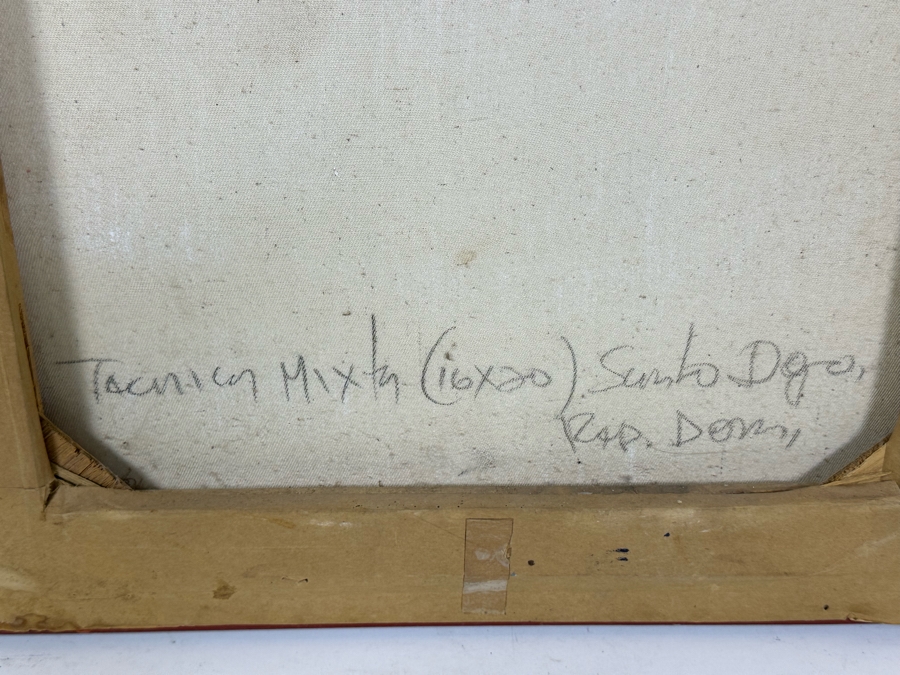 Tecnica Mixta (16x20) Santo Dgo,
Rep. Dom,,